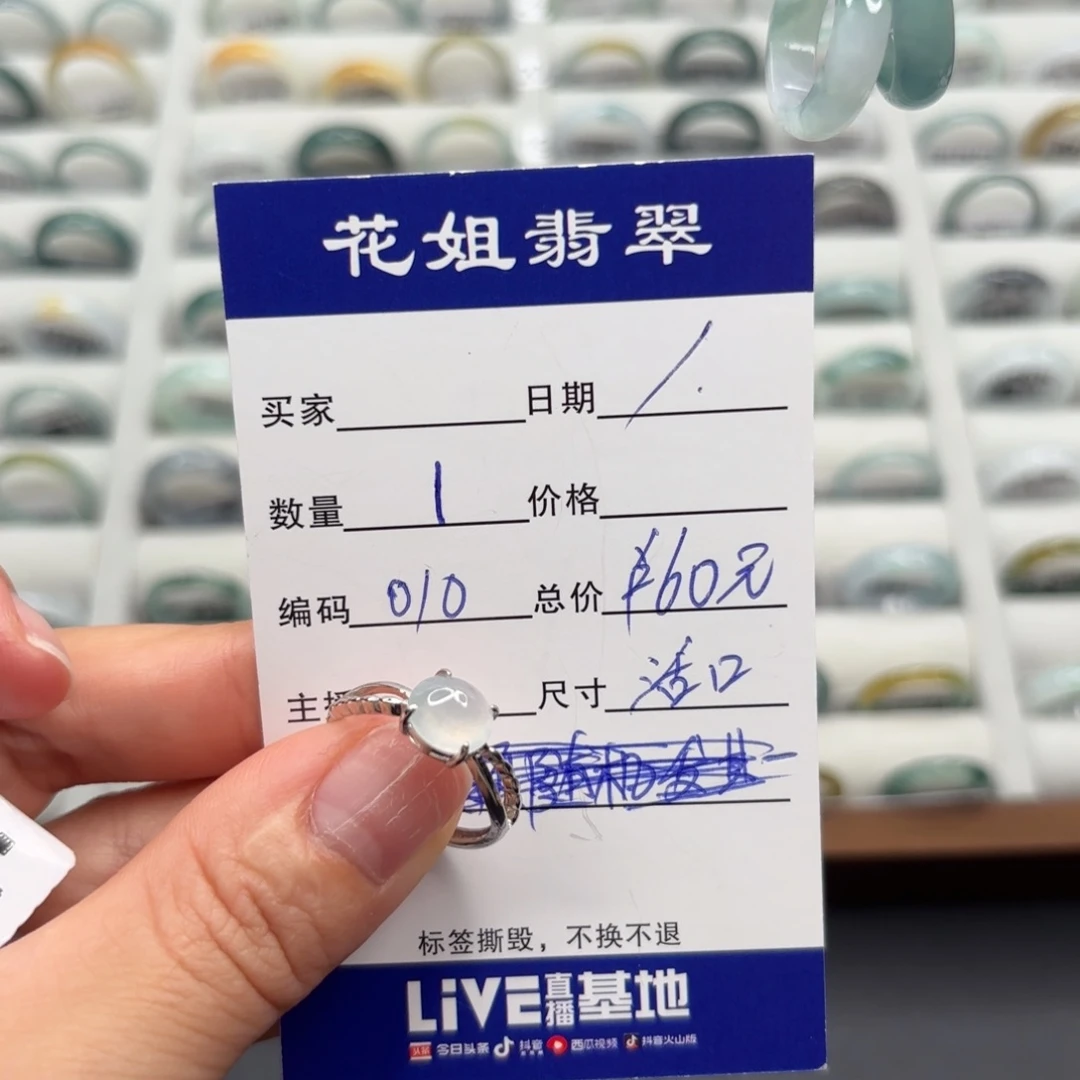 花姐翡翠
买家 日期 /.
数量 1 价格
编码 010 总价 ¥60元
主播 尺寸 活口
标签撕毁，不换不退
LiVE直播基地
头条 今日头条 抖音 西瓜视频 抖音火山版